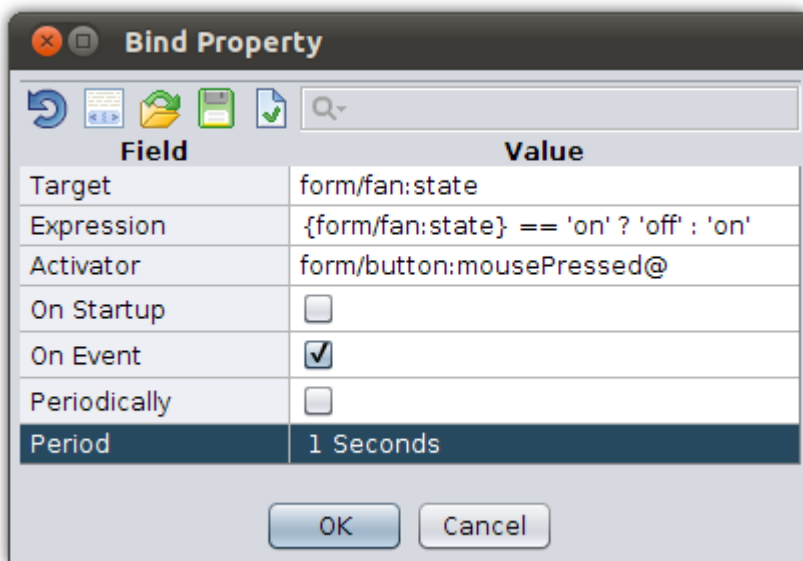 Bind Property
Field Value
Target form/fan:state
Expression {form/fan:state} == 'on' ? 'off' : 'on'
Activator form/button:mousePressed@
On Startup
On Event
Periodically
Period 1 Seconds
OK Cancel